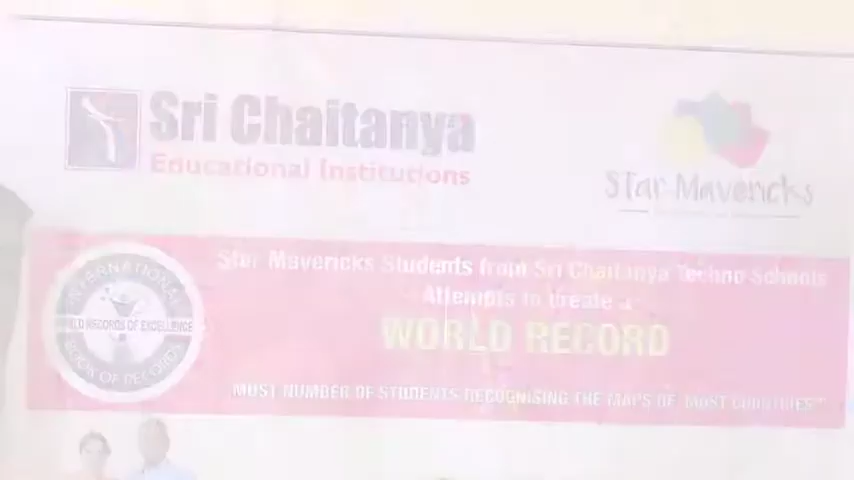 Sri Chaitanya
Educational Institutions
Star Mavericks
Star Mavericks Students from Sri Chaitanya Techno Schools
Attempts to create a
WORLD RECORD
"MOST NUMBER OF STUDENTS RECOGNISING THE MAPS OF 'MOST COUNTRIES'"
INTERNATIONAL
WORLD RECORDS OF EXCELLENCE
BOOK OF RECORDS